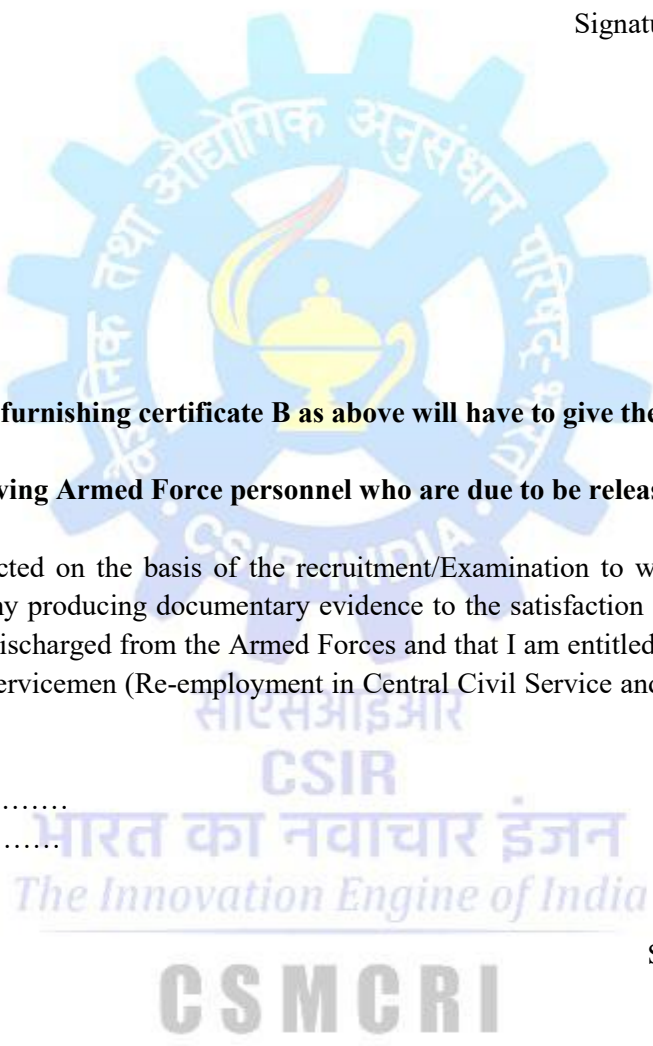 Signatu
वैज्ञानिक तथा औद्योगिक अनुसंधान परिषद्-भारत
furnishing certificate B as above will have to give the
ving Armed Force personnel who are due to be releas
CSIR-INDIA
cted on the basis of the recruitment/Examination to w
ny producing documentary evidence to the satisfaction
ischarged from the Armed Forces and that I am entitled
ervicemen (Re-employment in Central Civil Service and
सीएसआईआर
CSIR
........
......
भारत का नवाचार इंजन
The Innovation Engine of India
S
CSMCRI